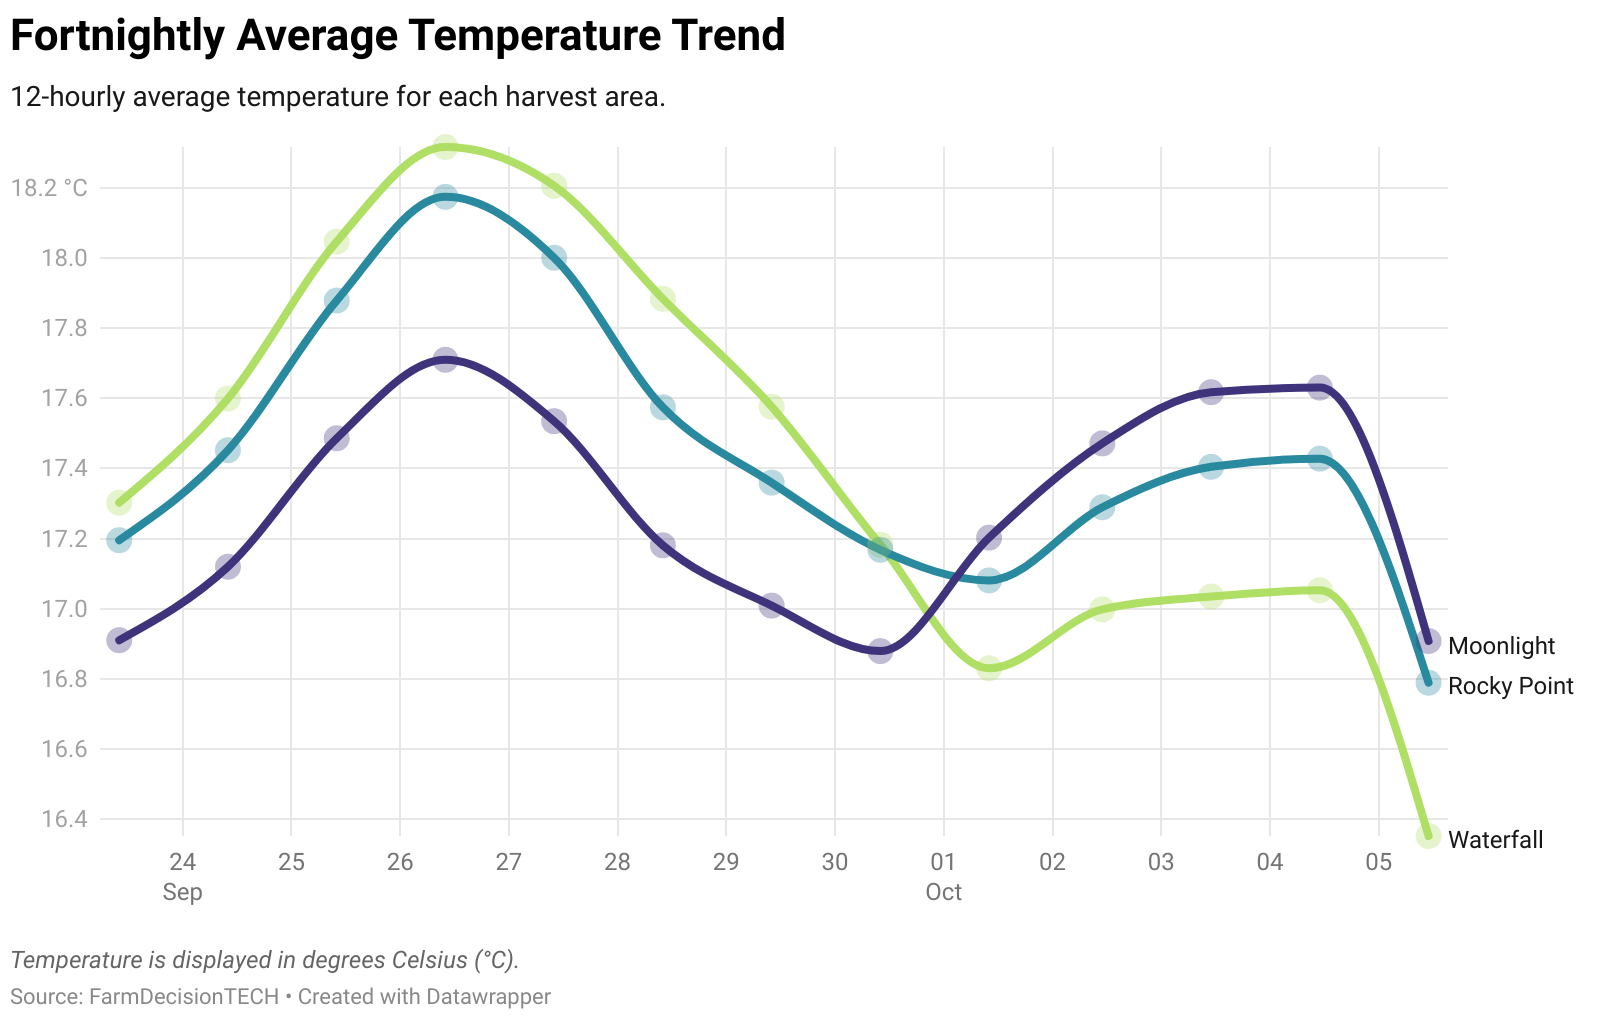 Fortnightly Average Temperature Trend
12-hourly average temperature for each harvest area.
18.2 °C
18.0
17.8
17.6
17.4
17.2
17.0
16.8
16.6
16.4
Moonlight
Rocky Point
Waterfall
24 25 26 27 28 29 30 01 02 03 04 05
Sep Oct
Temperature is displayed in degrees Celsius (°C).
Source: FarmDecisionTECH • Created with Datawrapper